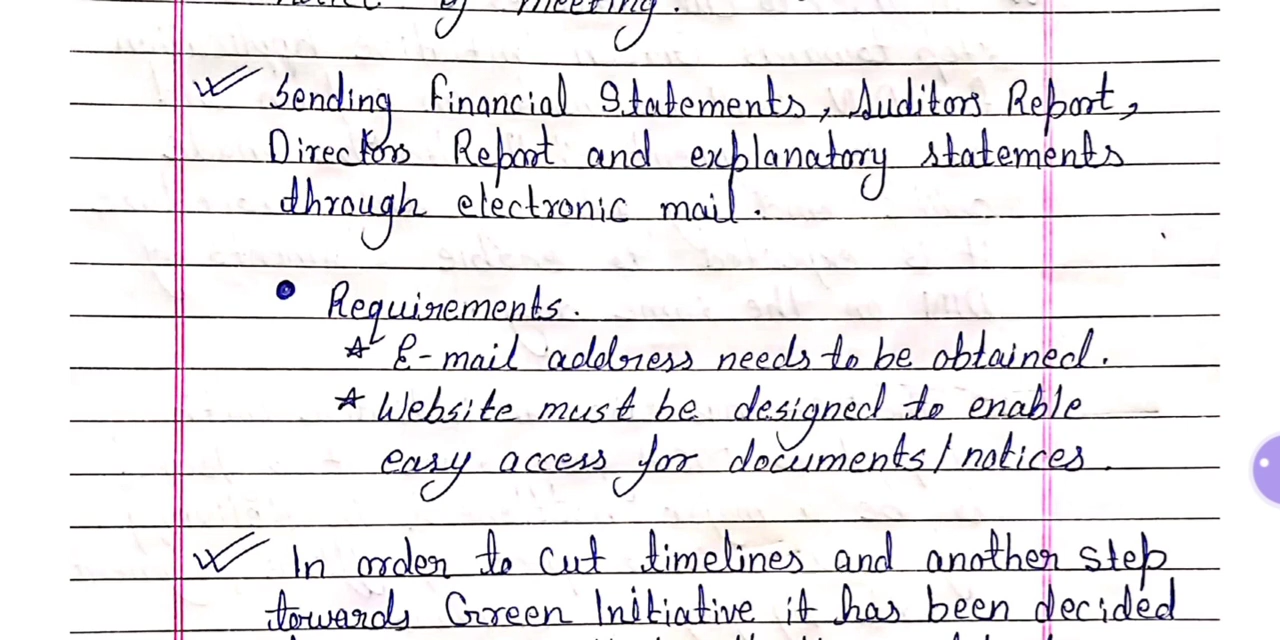 of meeting.
Sending Financial Statements, Auditors Report,
Directors Report and explanatory statements
through electronic mail.
Requirements.
E-mail address needs to be obtained.
Website must be designed to enable
easy access for documents/notices.
In order to cut timelines and another step
towards Green Initiative it has been decided